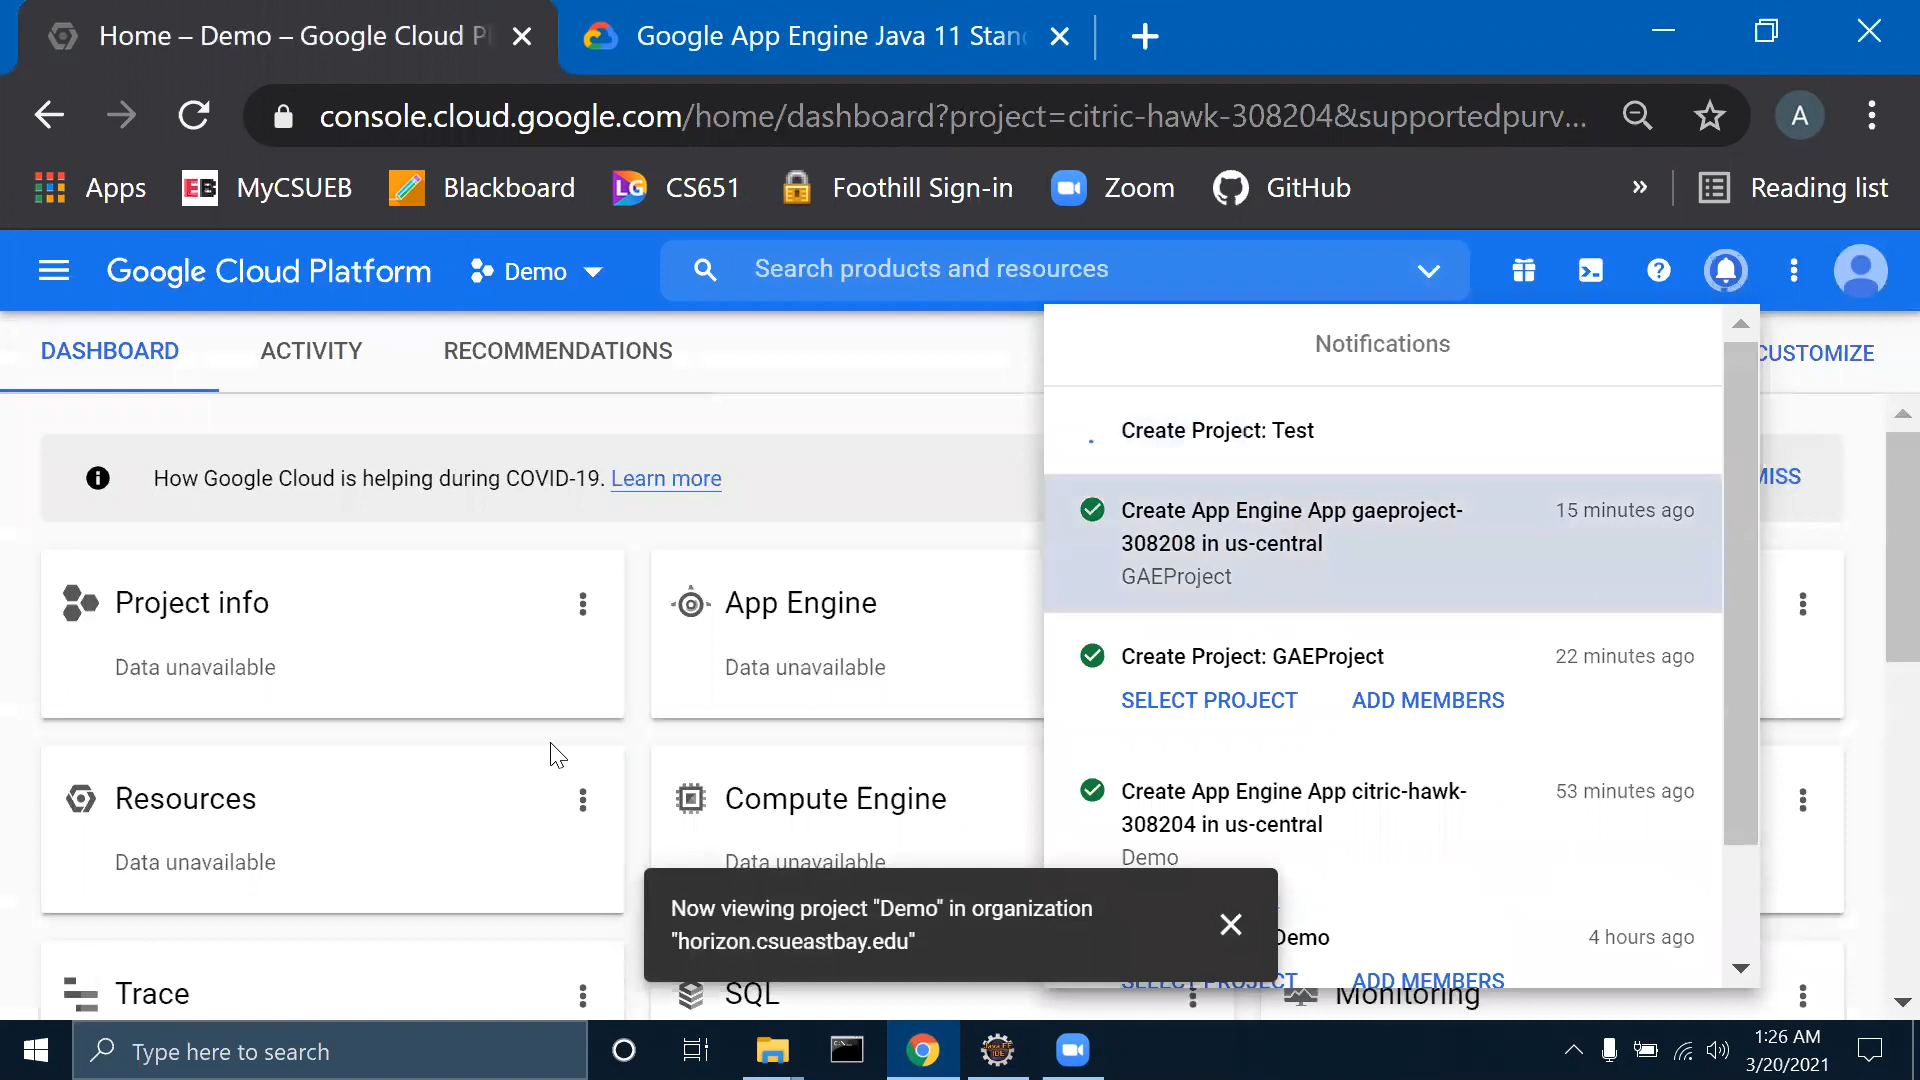 Home – Demo – Google Cloud Pl
Google App Engine Java 11 Stan
console.cloud.google.com/home/dashboard?project=citric-hawk-308204&supportedpurv...
A
Apps
EB MyCSUEB
Blackboard
LG CS651
Foothill Sign-in
Zoom
GitHub
»
Reading list
Google Cloud Platform
Demo
Search products and resources
DASHBOARD
ACTIVITY
RECOMMENDATIONS
CUSTOMIZE
Notifications
Create Project: Test
How Google Cloud is helping during COVID-19. Learn more
MISS
Create App Engine App gaeproject-
308208 in us-central
15 minutes ago
GAEProject
Project info
Data unavailable
App Engine
Data unavailable
Create Project: GAEProject
22 minutes ago
SELECT PROJECT
ADD MEMBERS
Resources
Data unavailable
Compute Engine
Data unavailable
Create App Engine App citric-hawk-
308204 in us-central
53 minutes ago
Demo
Now viewing project "Demo" in organization
"horizon.csueastbay.edu"
Demo
4 hours ago
SELECT PROJECT
ADD MEMBERS
Trace
SQL
Monitoring
Type here to search
1:26 AM
3/20/2021